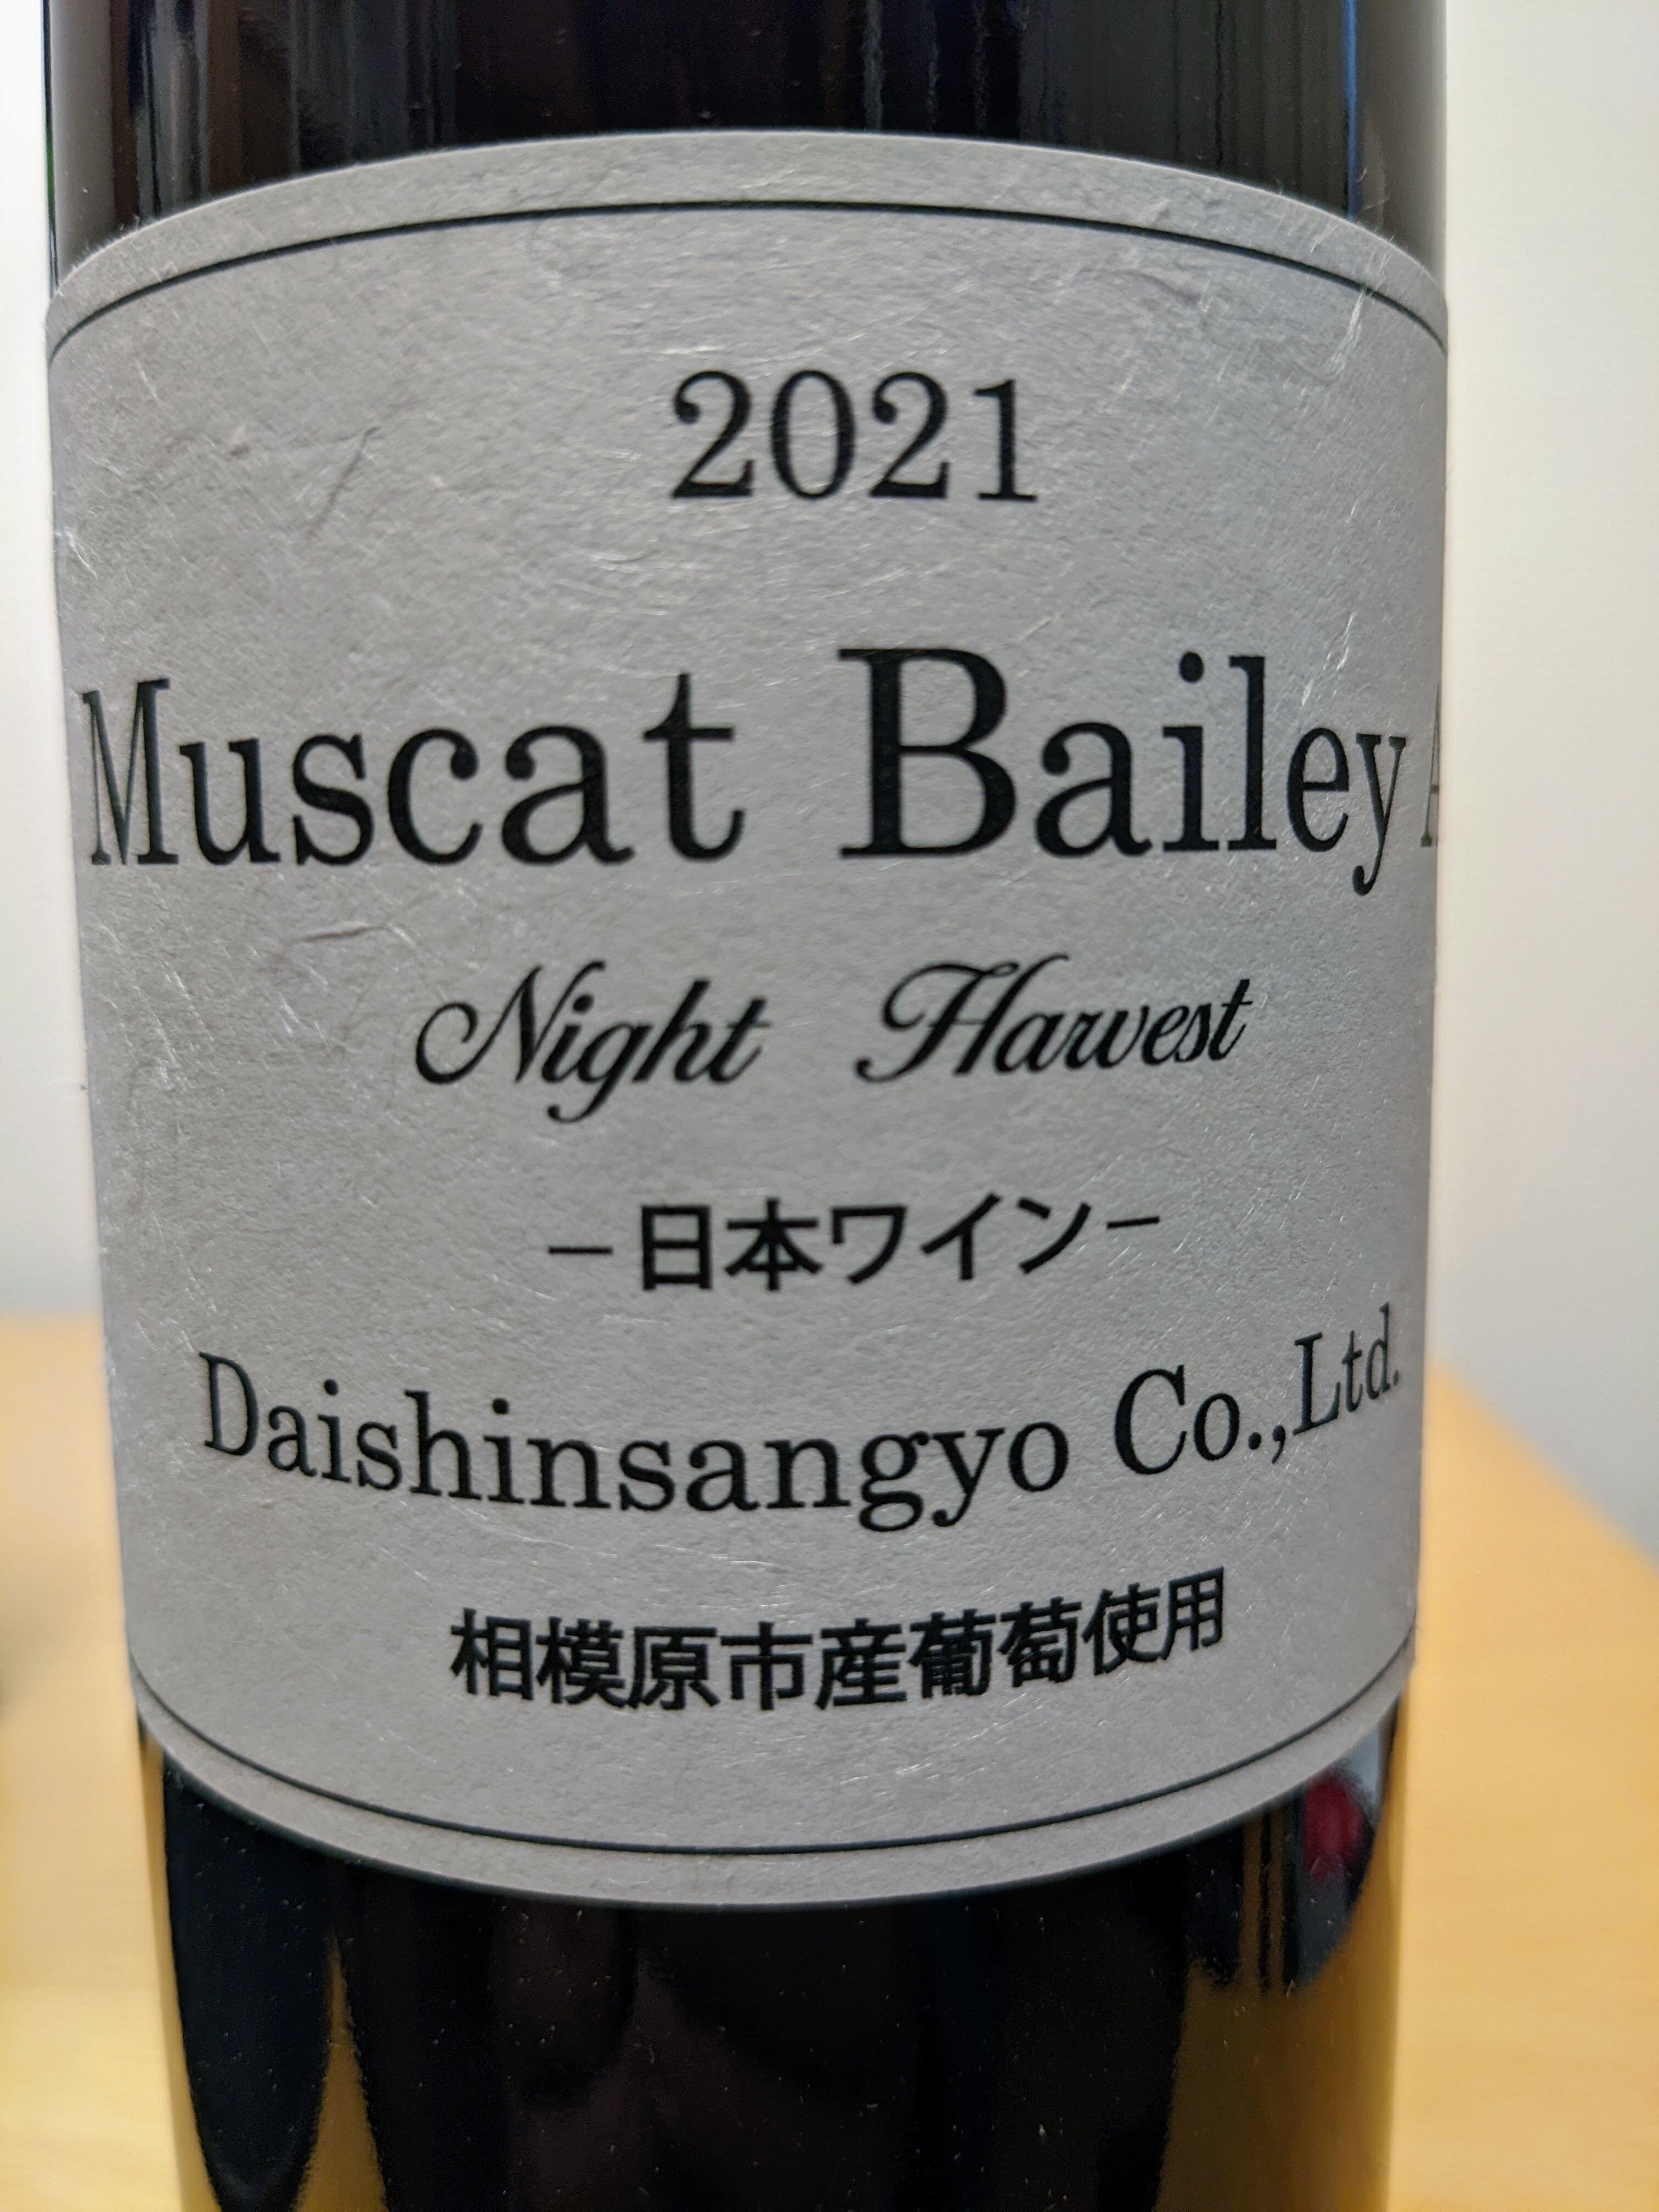 2021
Muscat Bailey A
Night Harvest
－日本ワイン－
Daishinsangyo Co.,Ltd.
相模原市産葡萄使用